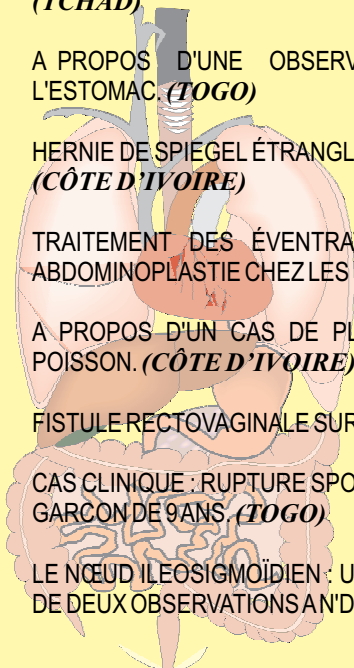 (TCHAD)
A PROPOS D'UNE OBSERV
L'ESTOMAC. (TOGO)
HERNIE DE SPIEGEL ÉTRANGL
(CÔTE D'IVOIRE)
TRAITEMENT DES ÉVENTRA
ABDOMINOPLASTIE CHEZ LES
A PROPOS D'UN CAS DE PL
POISSON. (CÔTE D'IVOIRE)
FISTULE RECTOVAGINALE SUR
CAS CLINIQUE : RUPTURE SPO
GARCON DE 9 ANS. (TOGO)
LE NŒUD ILEOSIGMOÏDIEN : U
DE DEUX OBSERVATIONS A N'D